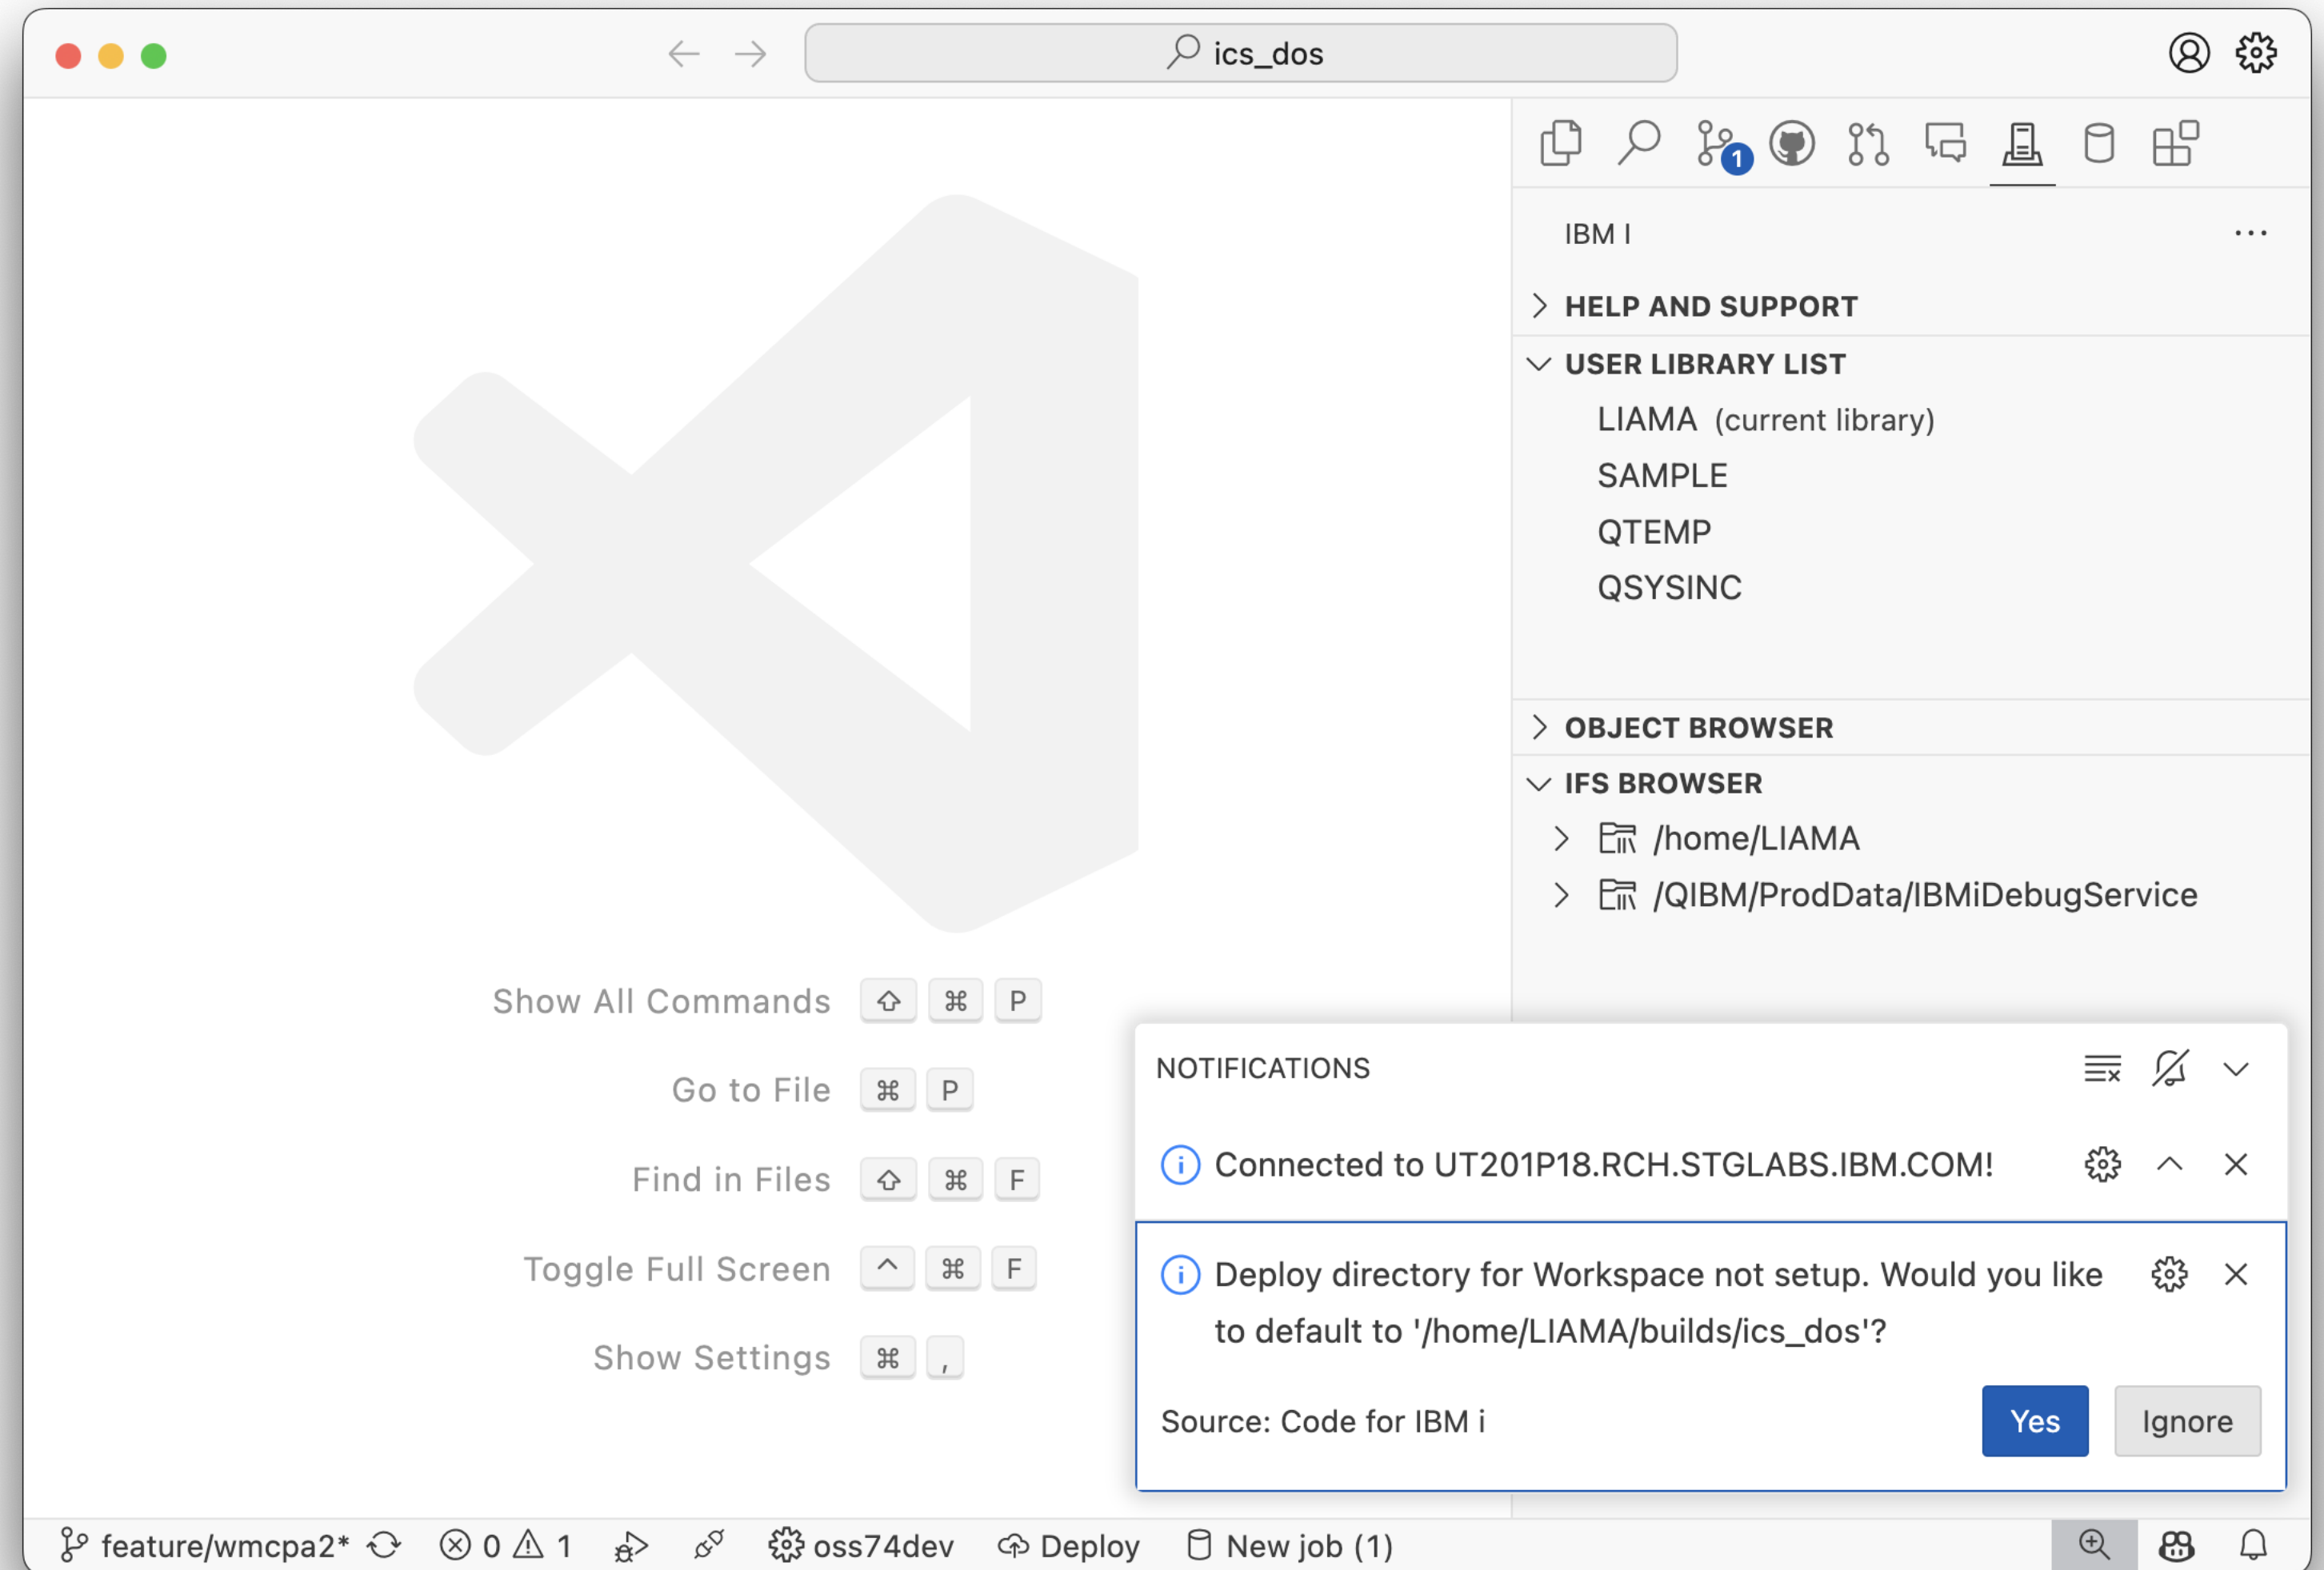 ics_dos
1
IBM I
HELP AND SUPPORT
USER LIBRARY LIST
LIAMA (current library)
SAMPLE
QTEMP
QSYSINC
OBJECT BROWSER
IFS BROWSER
/home/LIAMA
/QIBM/ProdData/IBMiDebugService
Show All Commands ⇧ ⌘ P
Go to File ⌘ P
Find in Files ⇧ ⌘ F
Toggle Full Screen ^ ⌘ F
Show Settings ⌘ ,
NOTIFICATIONS
Connected to UT201P18.RCH.STGLABS.IBM.COM!
Deploy directory for Workspace not setup. Would you like
to default to '/home/LIAMA/builds/ics_dos'?
Source: Code for IBM i Yes Ignore
feature/wmcpa2* 0 1 oss74dev Deploy New job (1)